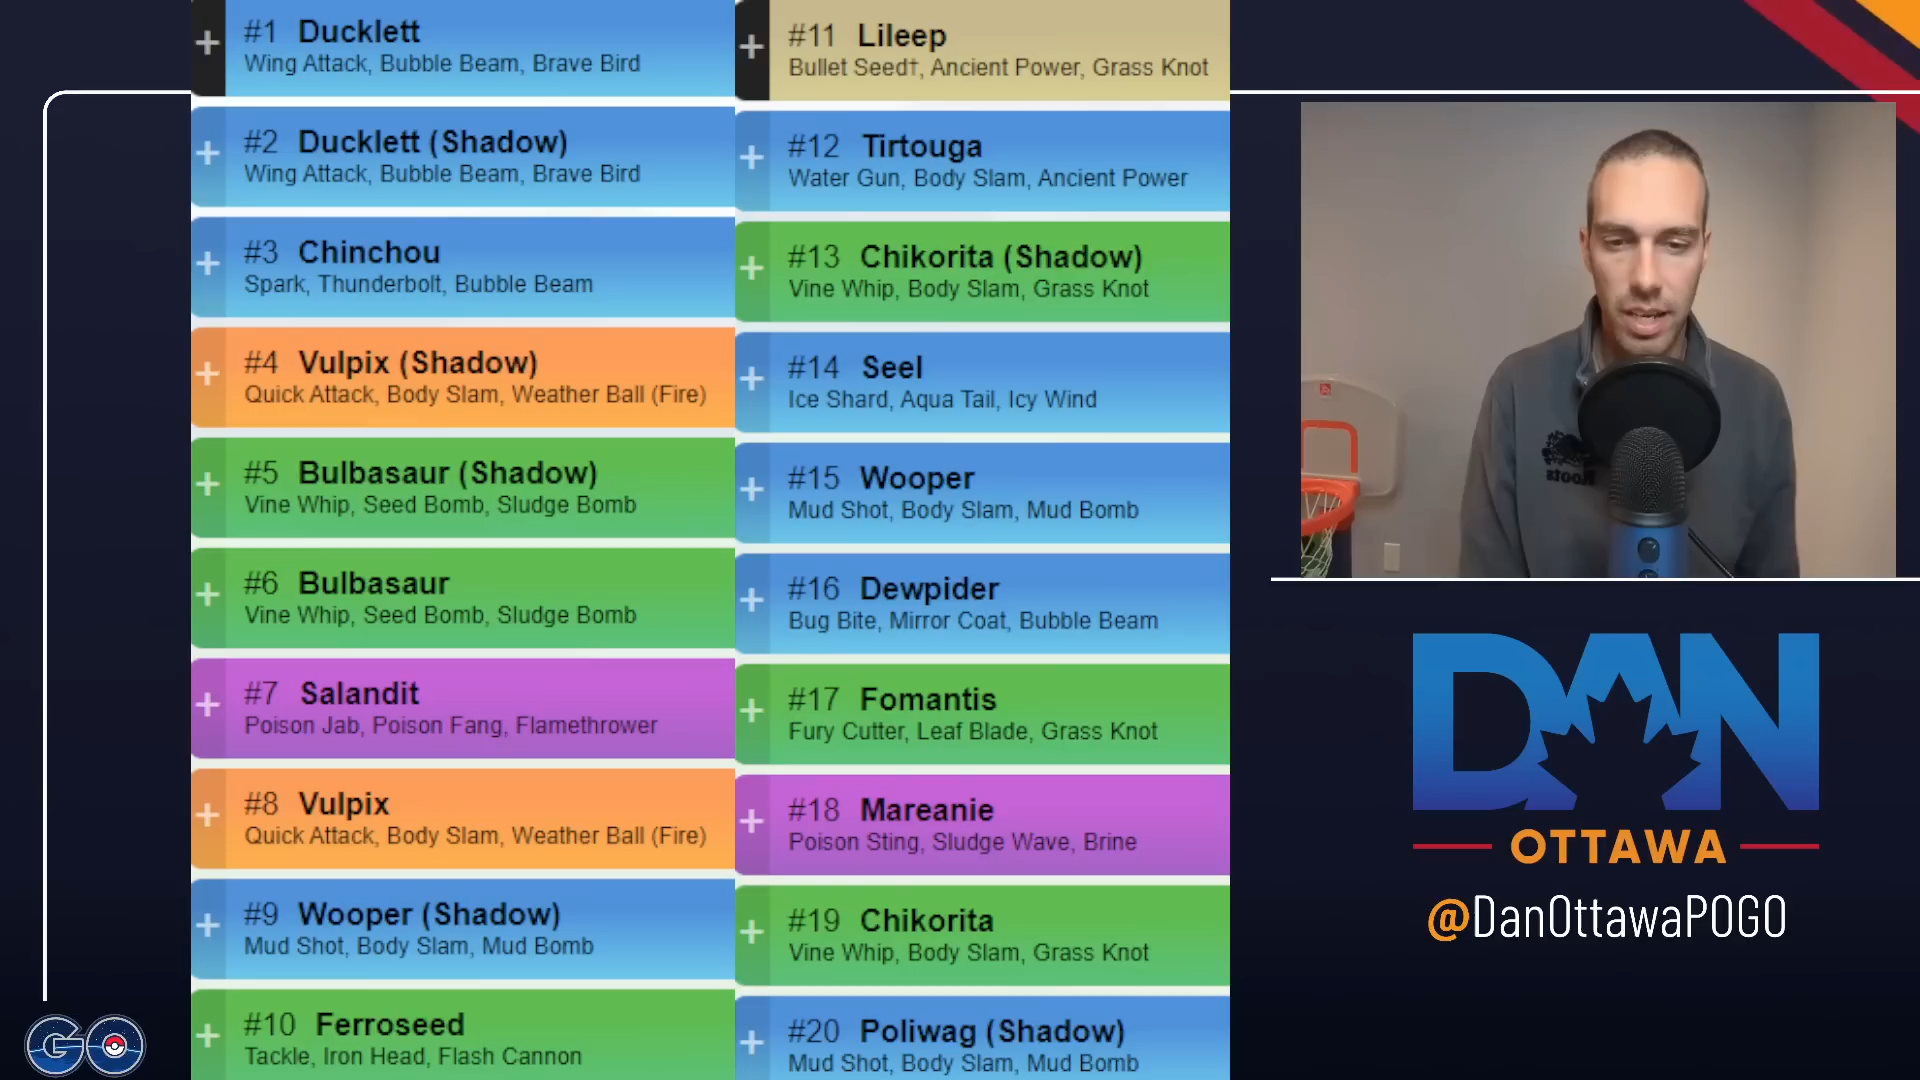 #1 Ducklett
Wing Attack, Bubble Beam, Brave Bird
#2 Ducklett (Shadow)
Wing Attack, Bubble Beam, Brave Bird
#3 Chinchou
Spark, Thunderbolt, Bubble Beam
#4 Vulpix (Shadow)
Quick Attack, Body Slam, Weather Ball (Fire)
#5 Bulbasaur (Shadow)
Vine Whip, Seed Bomb, Sludge Bomb
#6 Bulbasaur
Vine Whip, Seed Bomb, Sludge Bomb
#7 Salandit
Poison Jab, Poison Fang, Flamethrower
#8 Vulpix
Quick Attack, Body Slam, Weather Ball (Fire)
#9 Wooper (Shadow)
Mud Shot, Body Slam, Mud Bomb
#10 Ferroseed
Tackle, Iron Head, Flash Cannon
#11 Lileep
Bullet Seed†, Ancient Power, Grass Knot
#12 Tirtouga
Water Gun, Body Slam, Ancient Power
#13 Chikorita (Shadow)
Vine Whip, Body Slam, Grass Knot
#14 Seel
Ice Shard, Aqua Tail, Icy Wind
#15 Wooper
Mud Shot, Body Slam, Mud Bomb
#16 Dewpider
Bug Bite, Mirror Coat, Bubble Beam
#17 Fomantis
Fury Cutter, Leaf Blade, Grass Knot
#18 Mareanie
Poison Sting, Sludge Wave, Brine
#19 Chikorita
Vine Whip, Body Slam, Grass Knot
#20 Poliwag (Shadow)
Mud Shot, Body Slam, Mud Bomb
Roots
DAN
OTTAWA
@DanOttawaPOGO
GO